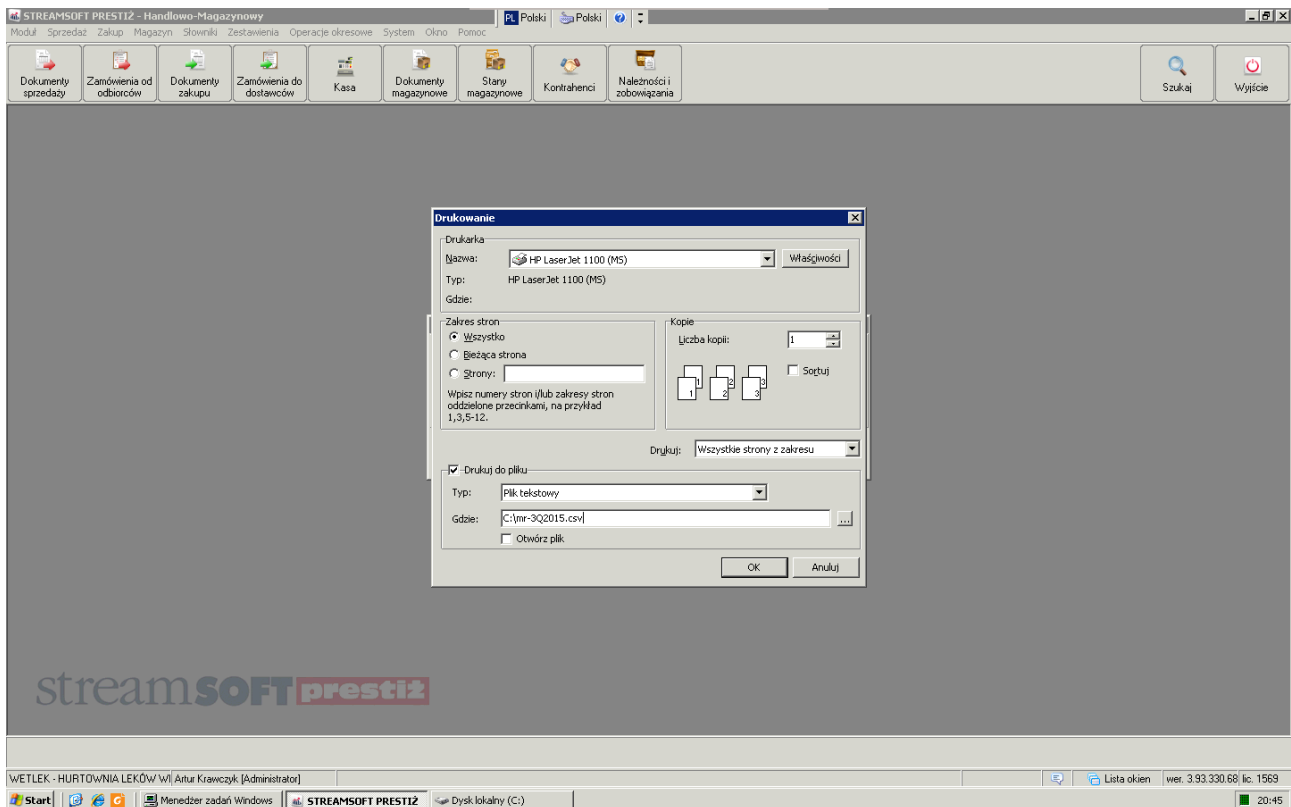 STREAMSOFT PRESTIŻ - Handlowo-Magazynowy
PL Polski Polski
Moduł Sprzedaż Zakup Magazyn Słowniki Zestawienia Operacje okresowe System Okno Pomoc
Dokumenty sprzedaży
Zamówienia od odbiorców
Dokumenty zakupu
Zamówienia do dostawców
Kasa
Dokumenty magazynowe
Stany magazynowe
Kontrahenci
Należności i zobowiązania
Szukaj
Wyjście
Drukowanie
Drukarka
Nazwa: HP LaserJet 1100 (MS) Właściwości
Typ: HP LaserJet 1100 (MS)
Gdzie:
Zakres stron
Wszystko
Bieżąca strona
Strony:
Wpisz numery stron i/lub zakresy stron
oddzielone przecinkami, na przykład
1,3,5-12.
Kopie
Liczba kopii: 1
1 1 2 2 3 3
Sortuj
Drukuj: Wszystkie strony z zakresu
Drukuj do pliku
Typ: Plik tekstowy
Gdzie: C:\mr-3Q2015.csv ...
Otwórz plik
OK Anuluj
streamsoft prestiż
WETLEK - HURTOWNIA LEKÓW WI Artur Krawczyk [Administrator] Lista okien wer. 3.93.330.68 lic. 1569
Start Menedżer zadań Windows STREAMSOFT PRESTIŻ Dysk lokalny (C:) 20:45